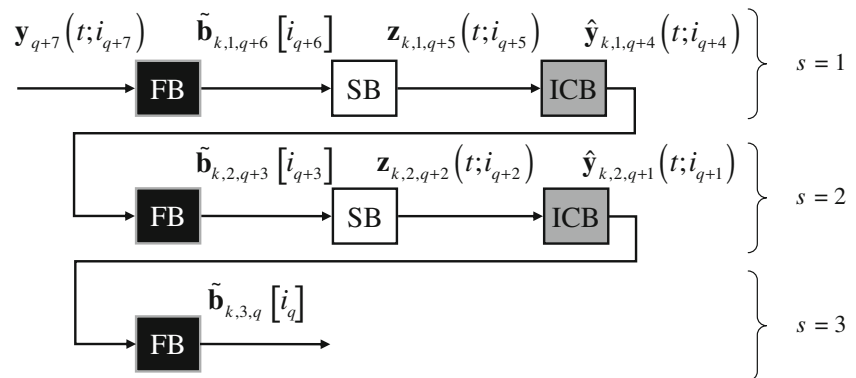 𝐲_{q+7}(t;i_{q+7}) 𝐛̃_{k,1,q+6}[i_{q+6}] 𝐳_{k,1,q+5}(t;i_{q+5}) 𝐲̂_{k,1,q+4}(t;i_{q+4})
FB SB ICB s = 1
𝐛̃_{k,2,q+3}[i_{q+3}] 𝐳_{k,2,q+2}(t;i_{q+2}) 𝐲̂_{k,2,q+1}(t;i_{q+1})
FB SB ICB s = 2
𝐛̃_{k,3,q}[i_q]
FB s = 3